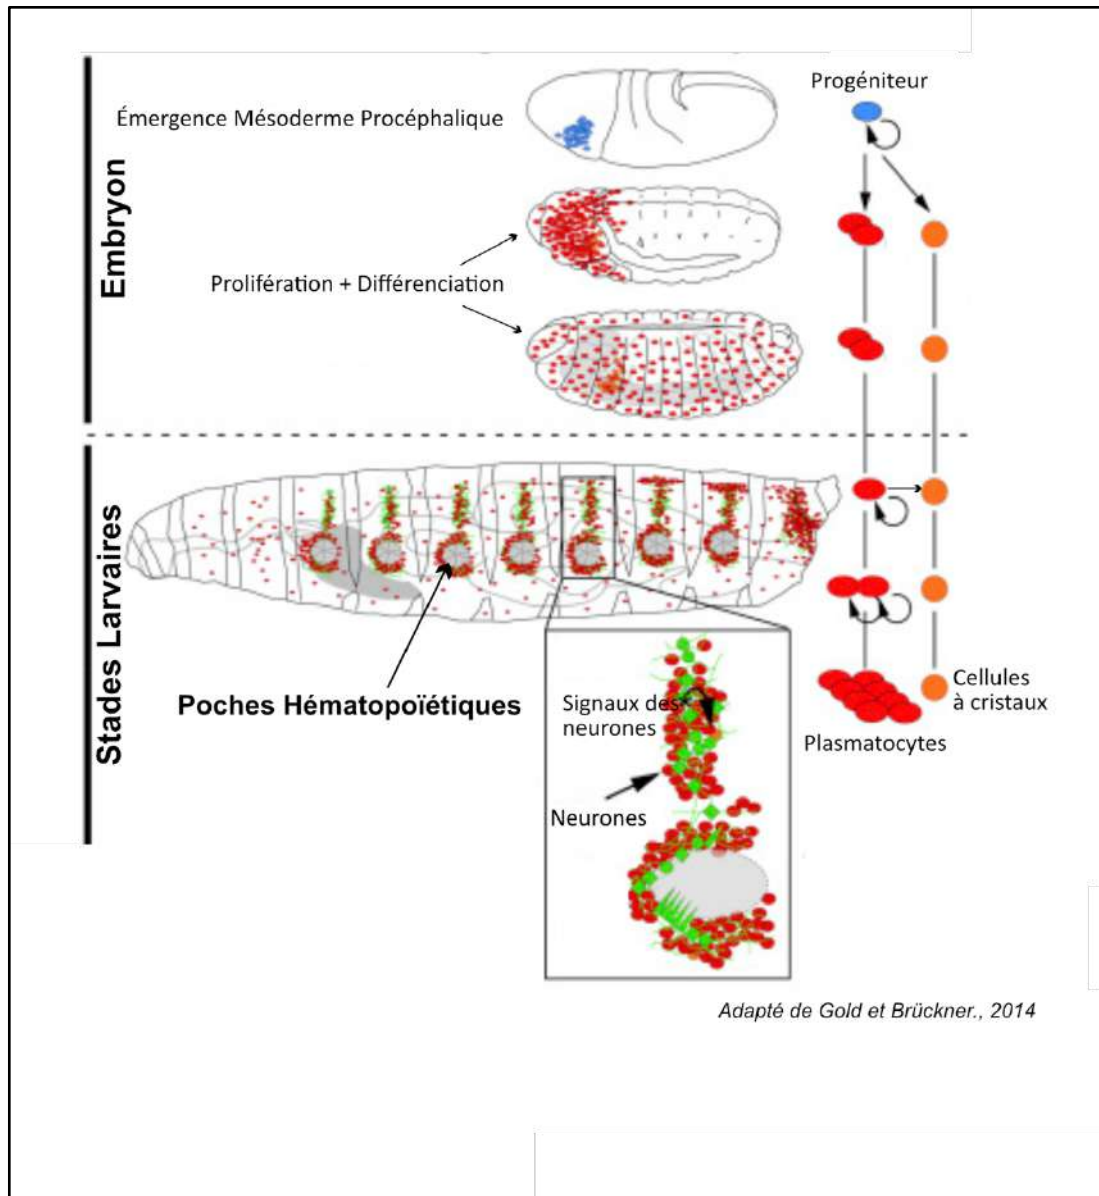 Progéniteur
Émergence Mésoderme Procéphalique
Embryon
Prolifération + Différenciation
Stades Larvaires
Poches Hématopoïétiques
Signaux des
neurones
Neurones
Cellules
à cristaux
Plasmatocytes
Adapté de Gold et Brückner., 2014